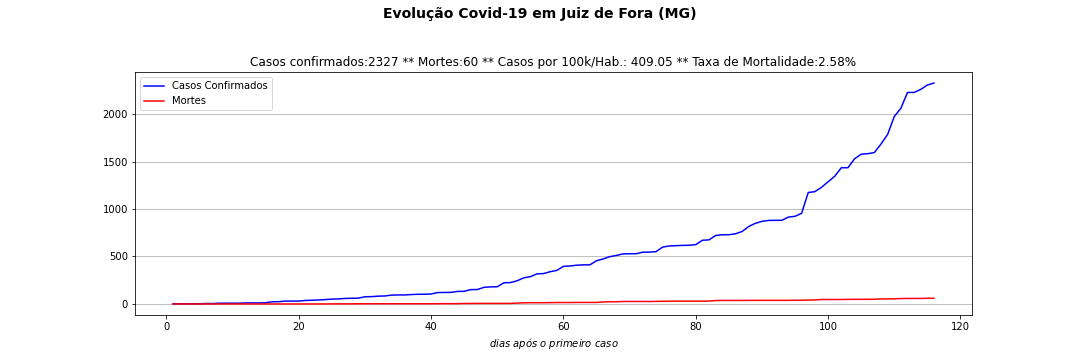 Evolução Covid-19 em Juiz de Fora (MG)
Casos confirmados:2327 ** Mortes:60 ** Casos por 100k/Hab.: 409.05 ** Taxa de Mortalidade:2.58%
Casos Confirmados
Mortes
2000
1500
1000
500
0
0 20 40 60 80 100 120
dias após o primeiro caso